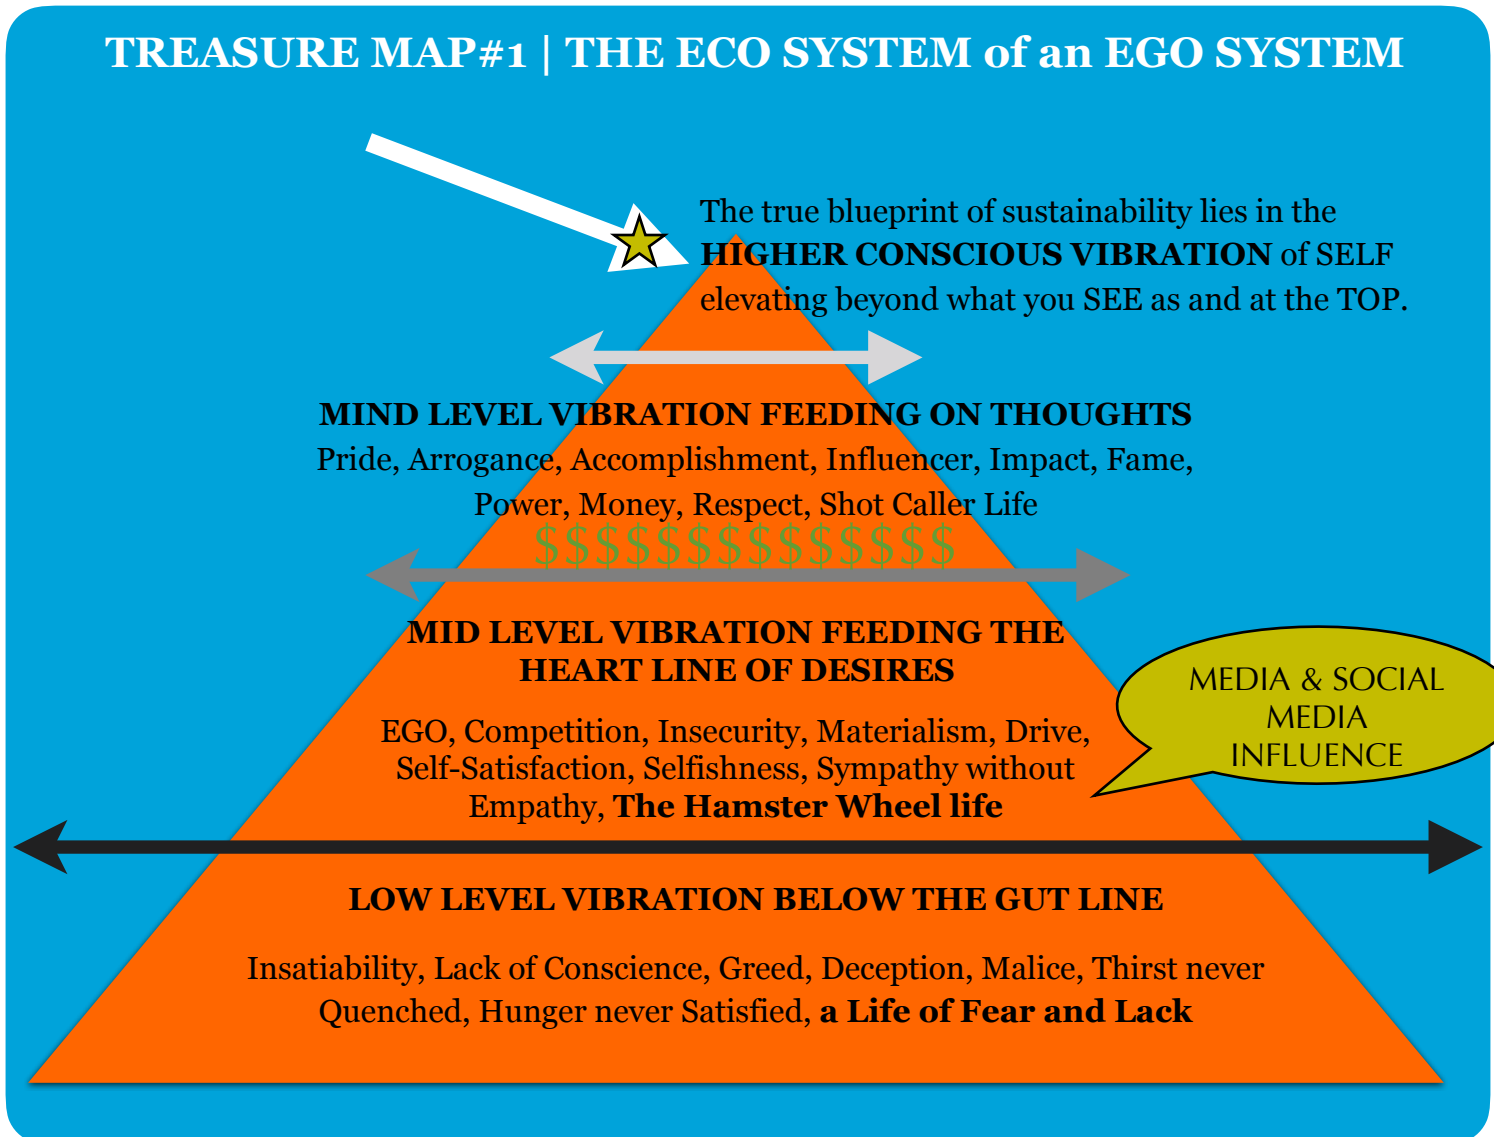 TREASURE MAP#1 | THE ECO SYSTEM of an EGO SYSTEM
The true blueprint of sustainability lies in the
HIGHER CONSCIOUS VIBRATION of SELF
elevating beyond what you SEE as and at the TOP.
MIND LEVEL VIBRATION FEEDING ON THOUGHTS
Pride, Arrogance, Accomplishment, Influencer, Impact, Fame,
Power, Money, Respect, Shot Caller Life
$$$$$$$$$$$$$$
MID LEVEL VIBRATION FEEDING THE
HEART LINE OF DESIRES
EGO, Competition, Insecurity, Materialism, Drive,
Self-Satisfaction, Selfishness, Sympathy without
Empathy, The Hamster Wheel life
MEDIA & SOCIAL
MEDIA
INFLUENCE
LOW LEVEL VIBRATION BELOW THE GUT LINE
Insatiability, Lack of Conscience, Greed, Deception, Malice, Thirst never
Quenched, Hunger never Satisfied, a Life of Fear and Lack